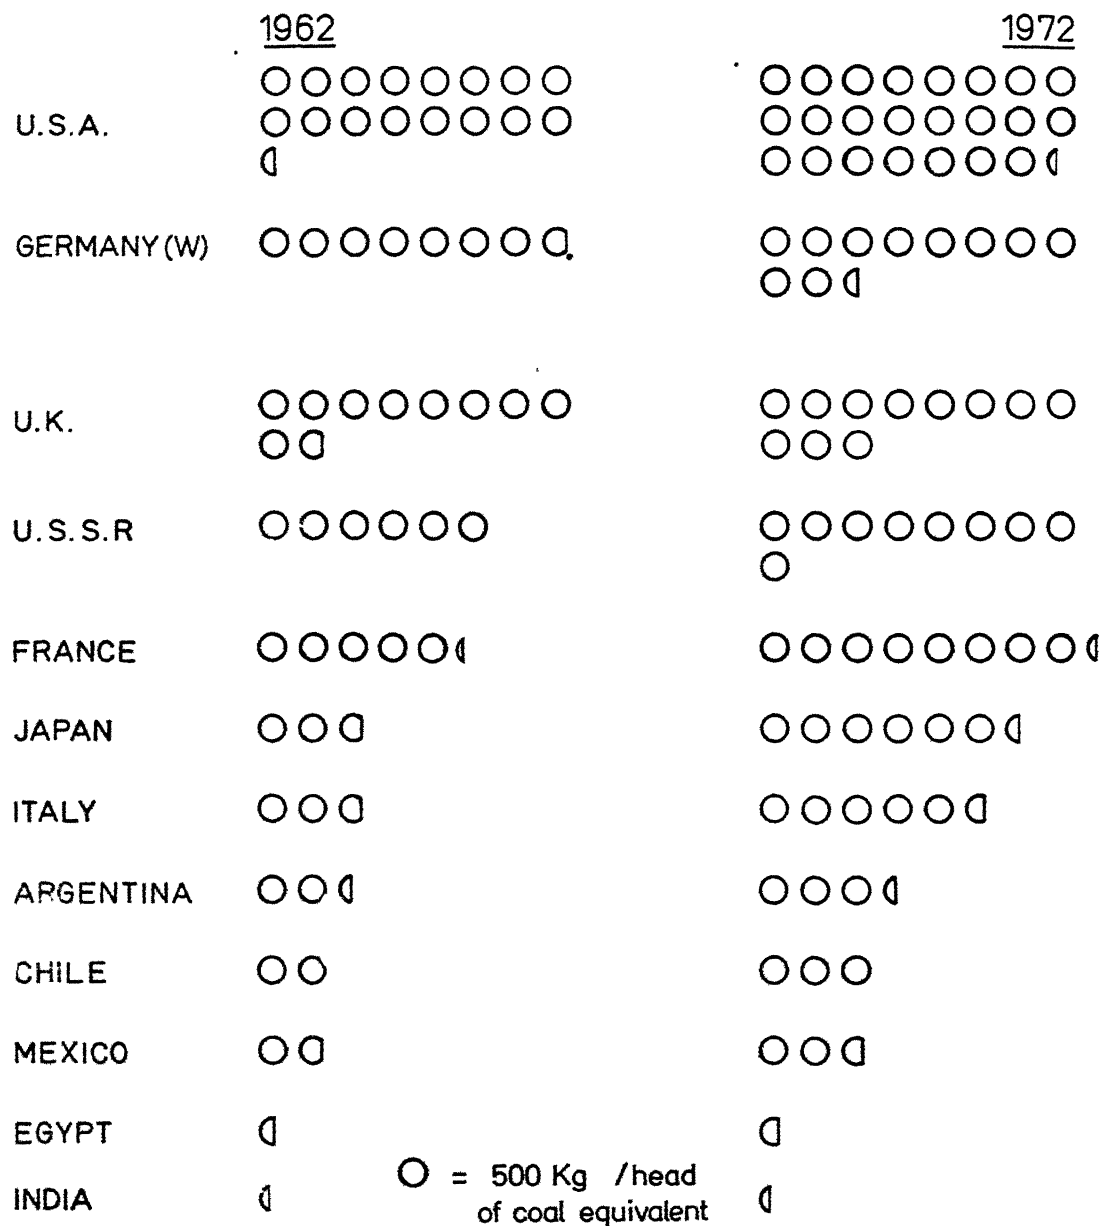 1962 1972
U.S.A.
GERMANY (W)
U.K.
U.S.S.R
FRANCE
JAPAN
ITALY
ARGENTINA
CHILE
MEXICO
EGYPT
INDIA
= 500 Kg /head
of coal equivalent